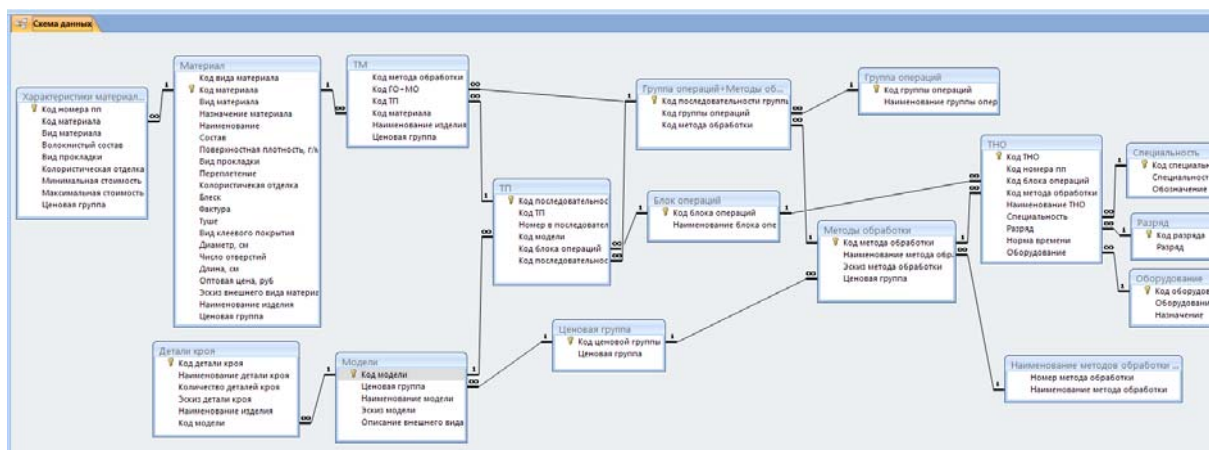 Схема данных
Характеристики материал...
Код номера пп
Код материала
Вид материала
Волокнистый состав
Вид прокладки
Колористическая отделка
Минимальная стоимость
Максимальная стоимость
Ценовая группа
Материал
Код вида материала
Код материала
Вид материала
Назначение материала
Наименование
Состав
Поверхностная плотность, г/м
Вид прокладки
Переплетение
Колористичекая отделка
Блеск
Фактура
Туше
Вид клеевого покрытия
Диаметр, см
Число отверстий
Длина, см
Оптовая цена, руб
Эскиз внешнего вида материа
Наименование изделия
Ценовая группа
ТМ
Код метода обработки
Код ГО+МО
Код ТП
Код материала
Наименование изделия
Ценовая группа
ТП
Код последовательнос
Код ТП
Номер в последовател
Код модели
Код блока операций
Код последовательнос
Группа операций+Методы об...
Код последовательности группы
Код группы операций
Код метода обработки
Группа операций
Код группы операций
Наименование группы опер
Блок операций
Код блока операций
Наименование блока опе
Методы обработки
Код метода обработки
Наименование метода обр
Эскиз метода обработки
Ценовая группа
ТНО
Код ТНО
Код номера пп
Код блока операций
Код метода обработки
Наименование ТНО
Специальность
Разряд
Норма времени
Оборудование
Специальность
Код специальн
Специальност
Обозначение
Разряд
Код разряда
Разряд
Оборудование
Код оборудов
Оборудовани
Назначение
Детали кроя
Код детали кроя
Наименование детали кроя
Количество деталей кроя
Эскиз детали кроя
Наименование изделия
Код модели
Модели
Код модели
Ценовая группа
Наименование модели
Эскиз модели
Описание внешнего вида
Ценовая группа
Код ценовой группы
Ценовая группа
Наименование методов обработки ...
Номер метода обработки
Наименование метода обработки